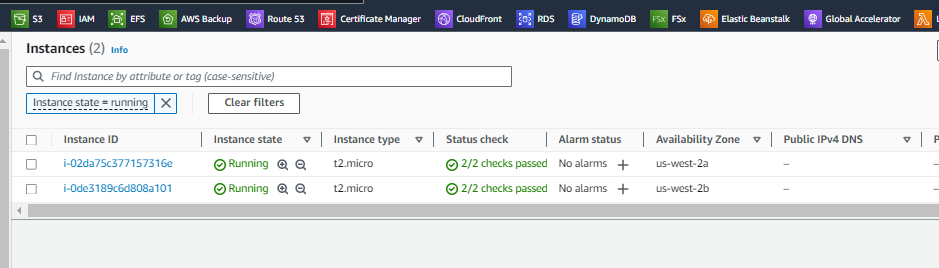 S3 IAM EFS AWS Backup Route 53 Certificate Manager CloudFront RDS DynamoDB FSx FSx Elastic Beanstalk Global Accelerator
Instances (2) Info
Find Instance by attribute or tag (case-sensitive)
Instance state = running Clear filters
Instance ID Instance state Instance type Status check Alarm status Availability Zone Public IPv4 DNS
i-02da75c377157316e Running t2.micro 2/2 checks passed No alarms + us-west-2a –
i-0de3189c6d808a101 Running t2.micro 2/2 checks passed No alarms + us-west-2b –